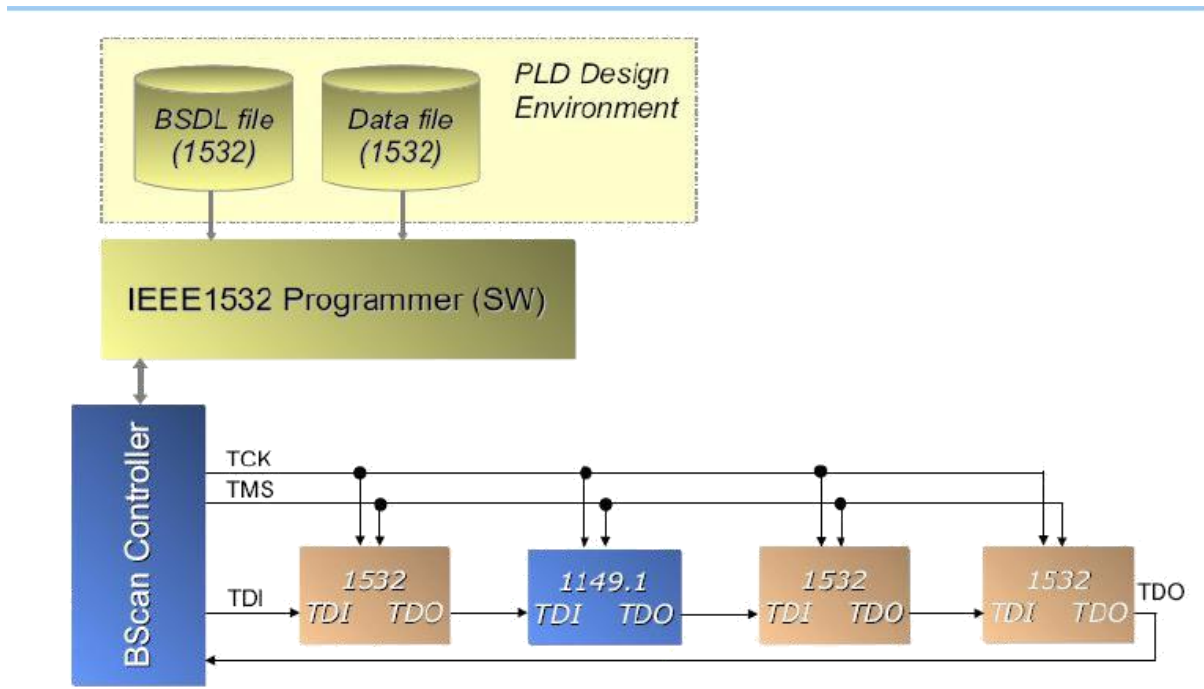 PLD Design
Environment
BSDL file
(1532)
Data file
(1532)
IEEE1532 Programmer (SW)
BScan Controller
TCK
TMS
TDI
1532
TDI TDO
1149.1
TDI TDO
1532
TDI TDO
1532
TDI TDO
TDO